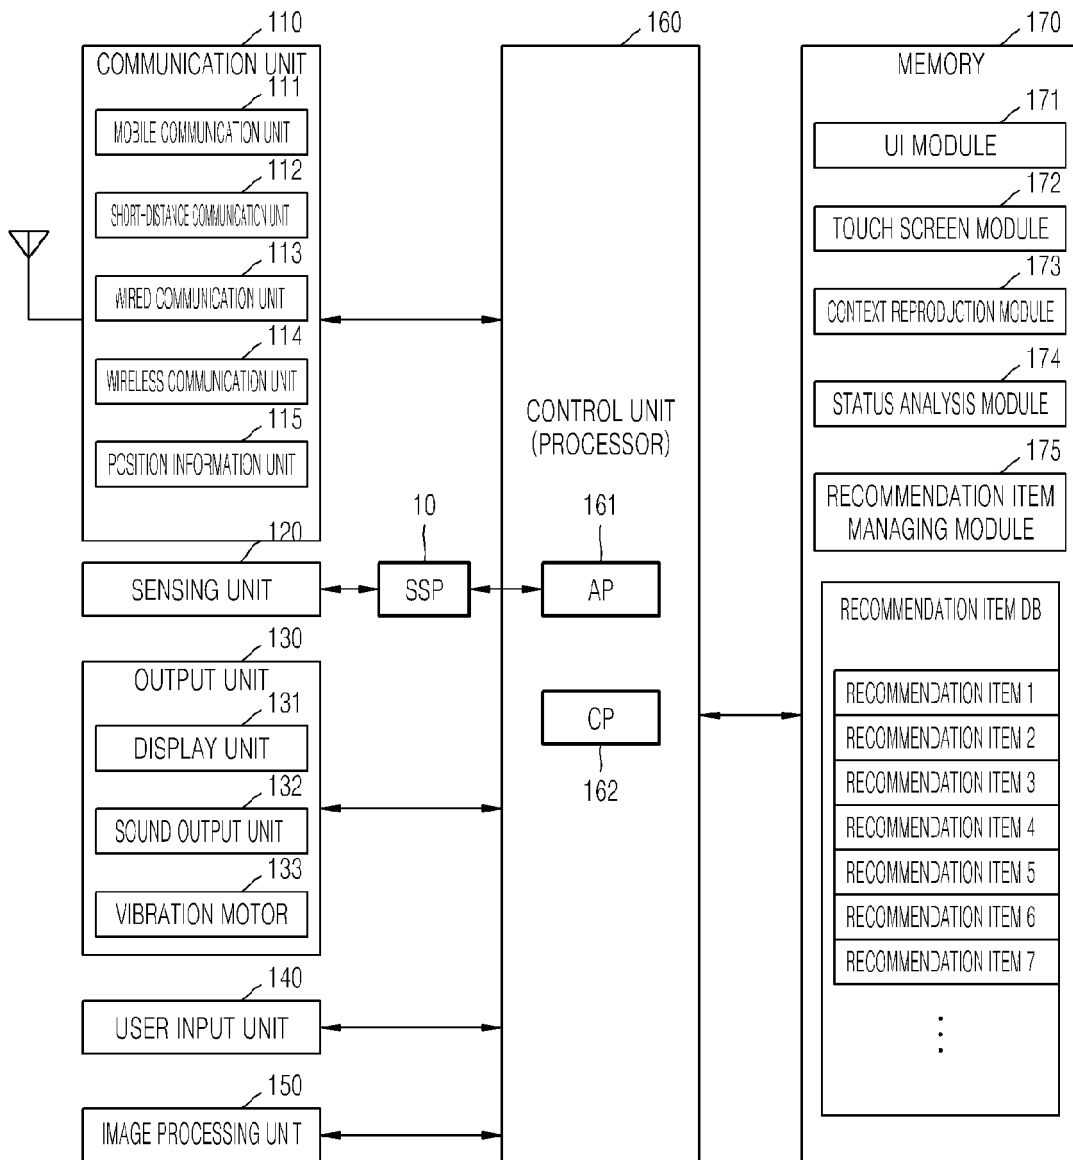 110
COMMUNICATION UNIT
111
MOBILE COMMUNICATION UNIT
112
SHORT-DISTANCE COMMUNICATION UNIT
113
WIRED COMMUNICATION UNIT
114
WIRELESS COMMUNICATION UNIT
115
POSITION INFORMATION UNIT
120
SENSING UNIT
10
SSP
130
OUTPUT UNIT
131
DISPLAY UNIT
132
SOUND OUTPUT UNIT
133
VIBRATION MOTOR
140
USER INPUT UNIT
150
IMAGE PROCESSING UNIT
160
CONTROL UNIT
(PROCESSOR)
161
AP
CP
162
170
MEMORY
171
UI MODULE
172
TOUCH SCREEN MODULE
173
CONTEXT REPRODUCTION MODULE
174
STATUS ANALYSIS MODULE
175
RECOMMENDATION ITEM
MANAGING MODULE
RECOMMENDATION ITEM DB
RECOMMENDATION ITEM 1
RECOMMENDATION ITEM 2
RECOMMENDATION ITEM 3
RECOMMENDATION ITEM 4
RECOMMENDATION ITEM 5
RECOMMENDATION ITEM 6
RECOMMENDATION ITEM 7